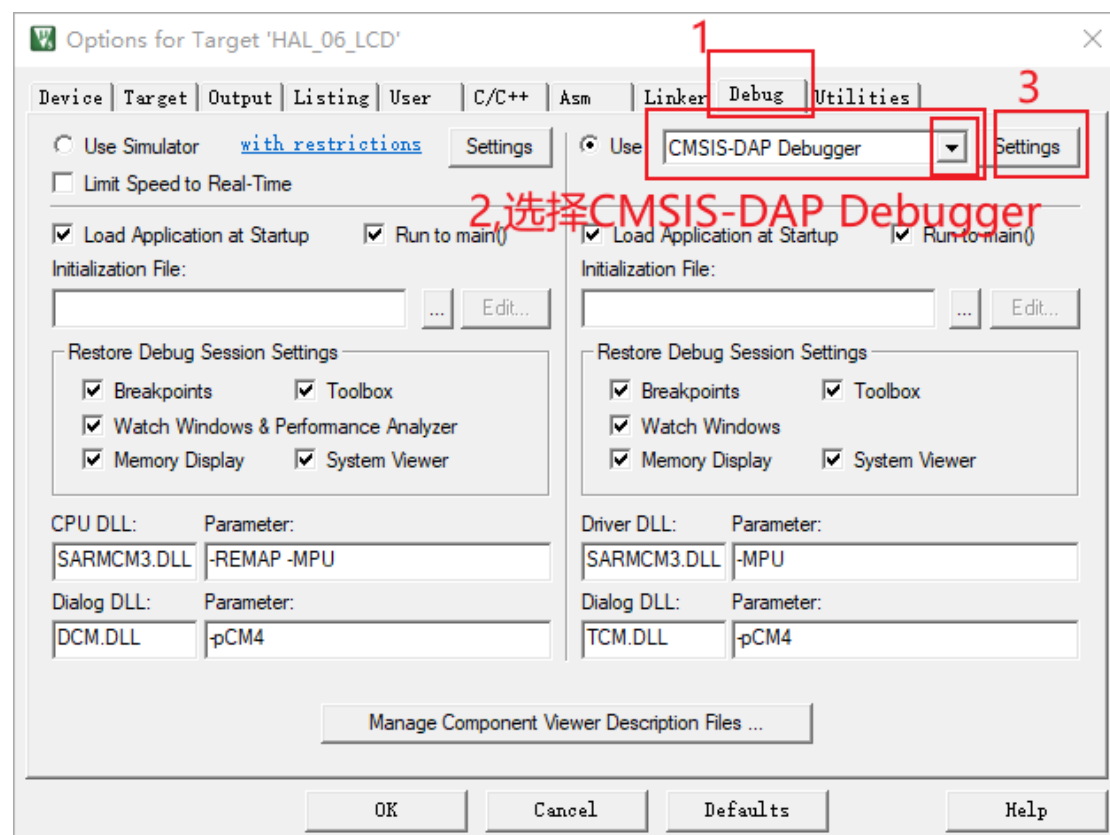 Options for Target 'HAL_06_LCD'
1
3
Device Target Output Listing User C/C++ Asm Linker Debug Utilities
Use Simulator with restrictions Settings Use CMSIS-DAP Debugger Settings
Limit Speed to Real-Time
2,选择CMSIS-DAP Debugger
Load Application at Startup Run to main() Load Application at Startup Run to main()
Initialization File: Initialization File:
... Edit... ... Edit...
Restore Debug Session Settings Restore Debug Session Settings
Breakpoints Toolbox Breakpoints Toolbox
Watch Windows & Performance Analyzer Watch Windows
Memory Display System Viewer Memory Display System Viewer
CPU DLL: Parameter: Driver DLL: Parameter:
SARMCM3.DLL -REMAP -MPU SARMCM3.DLL -MPU
Dialog DLL: Parameter: Dialog DLL: Parameter:
DCM.DLL -pCM4 TCM.DLL -pCM4
Manage Component Viewer Description Files ...
OK Cancel Defaults Help